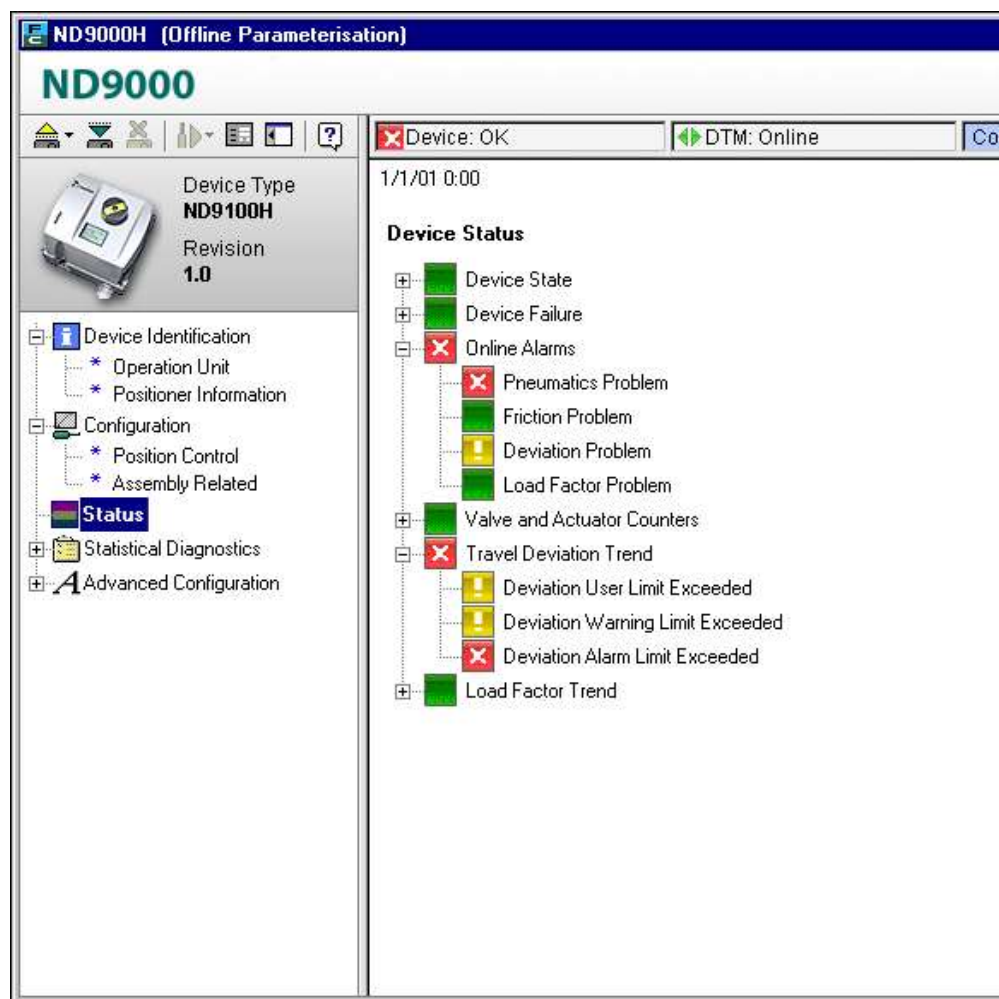 ND9000H (Offline Parameterisation)
ND9000
Device Type
ND9100H
Revision
1.0
Device Identification
Operation Unit
Positioner Information
Configuration
Position Control
Assembly Related
Status
Statistical Diagnostics
Advanced Configuration
Device: OK
DTM: Online
Co
1/1/01 0:00
Device Status
Device State
Device Failure
Online Alarms
Pneumatics Problem
Friction Problem
Deviation Problem
Load Factor Problem
Valve and Actuator Counters
Travel Deviation Trend
Deviation User Limit Exceeded
Deviation Warning Limit Exceeded
Deviation Alarm Limit Exceeded
Load Factor Trend